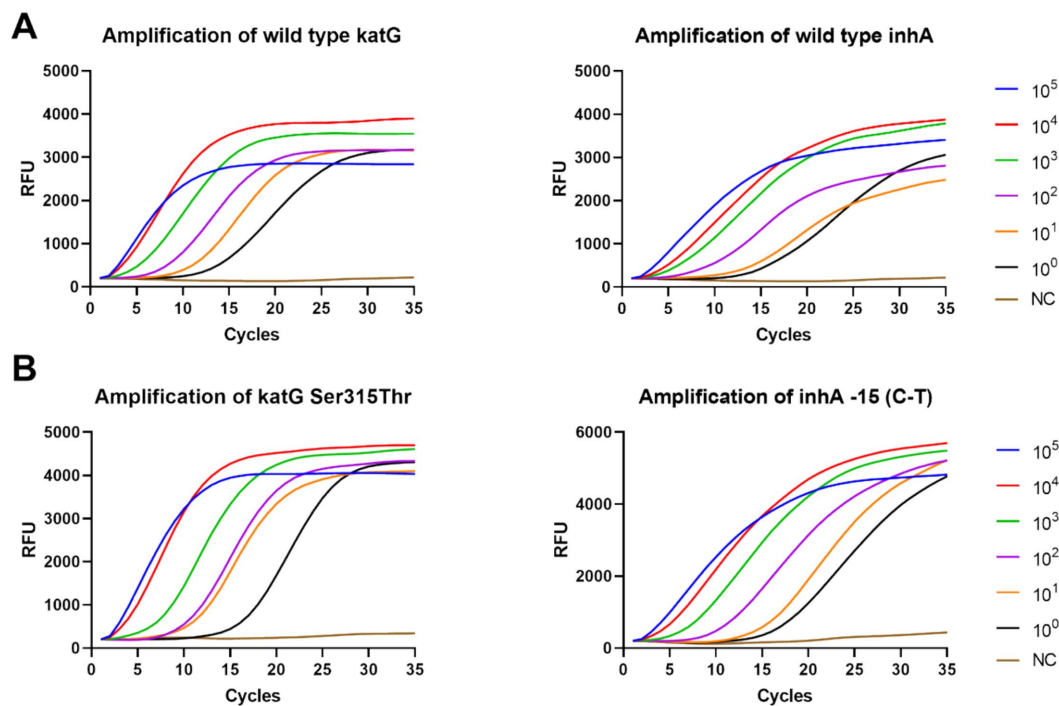 A
Amplification of wild type katG
5000
4000
3000
2000
1000
0
RFU
0 5 10 15 20 25 30 35
Cycles
Amplification of wild type inhA
5000
4000
3000
2000
1000
0
RFU
0 5 10 15 20 25 30 35
Cycles
10⁵
10⁴
10³
10²
10¹
10⁰
NC
B
Amplification of katG Ser315Thr
5000
4000
3000
2000
1000
0
RFU
0 5 10 15 20 25 30 35
Cycles
Amplification of inhA -15 (C-T)
6000
4000
2000
0
RFU
0 5 10 15 20 25 30 35
Cycles
10⁵
10⁴
10³
10²
10¹
10⁰
NC